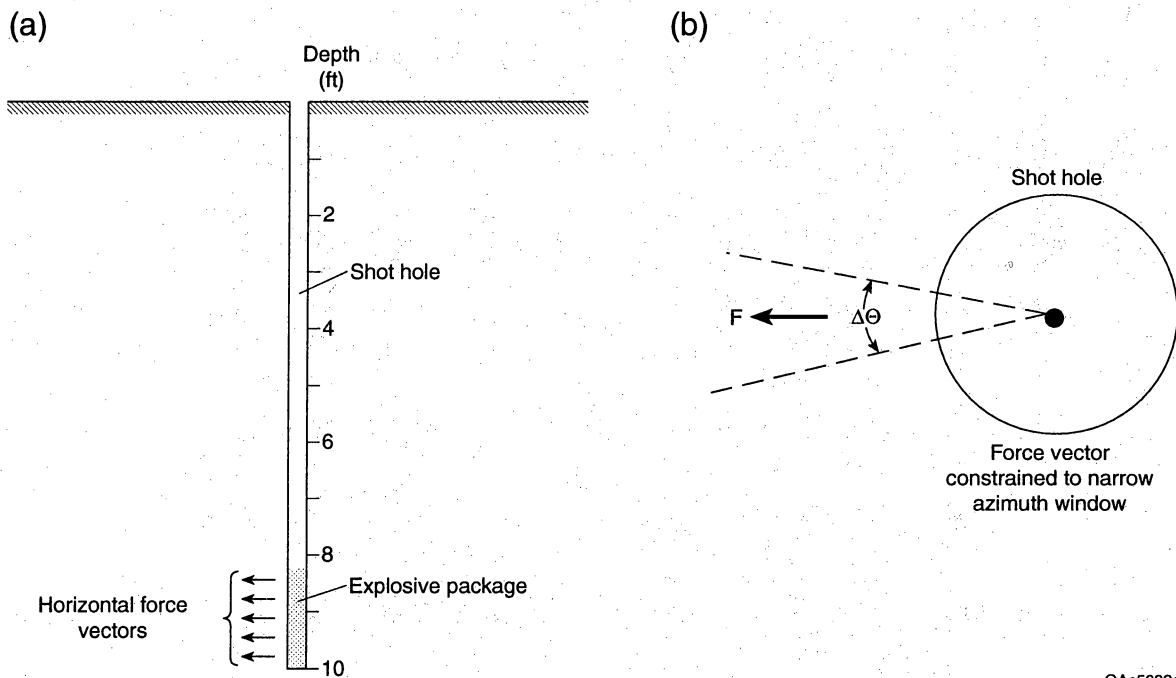 (a)
Depth
(ft)
2
Shot hole
4
6
8
Explosive package
Horizontal force
vectors
10
(b)
Shot hole
F
ΔΘ
Force vector
constrained to narrow
azimuth window